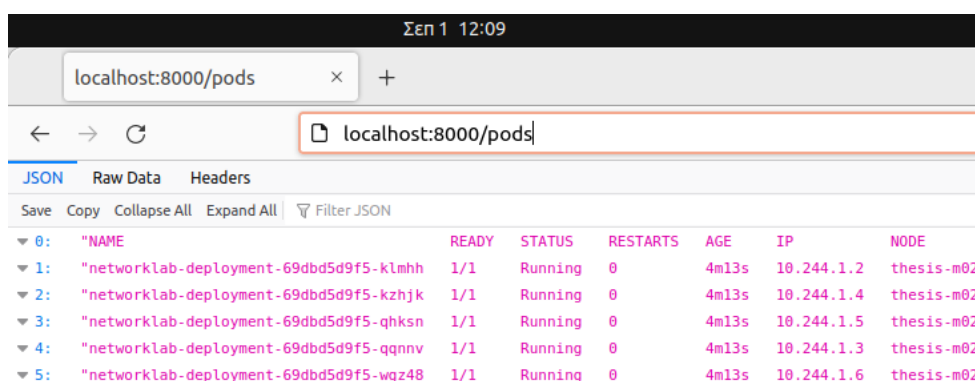 Σεπ 1 12:09
localhost:8000/pods
localhost:8000/pods
JSON Raw Data Headers
Save Copy Collapse All Expand All Filter JSON
0: "NAME READY STATUS RESTARTS AGE IP NODE
1: "networklab-deployment-69dbd5d9f5-klmhh 1/1 Running 0 4m13s 10.244.1.2 thesis-m02
2: "networklab-deployment-69dbd5d9f5-kzhjk 1/1 Running 0 4m13s 10.244.1.4 thesis-m02
3: "networklab-deployment-69dbd5d9f5-qhksn 1/1 Running 0 4m13s 10.244.1.5 thesis-m02
4: "networklab-deployment-69dbd5d9f5-qqnnv 1/1 Running 0 4m13s 10.244.1.3 thesis-m02
5: "networklab-deployment-69dbd5d9f5-wgz48 1/1 Running 0 4m13s 10.244.1.6 thesis-m02